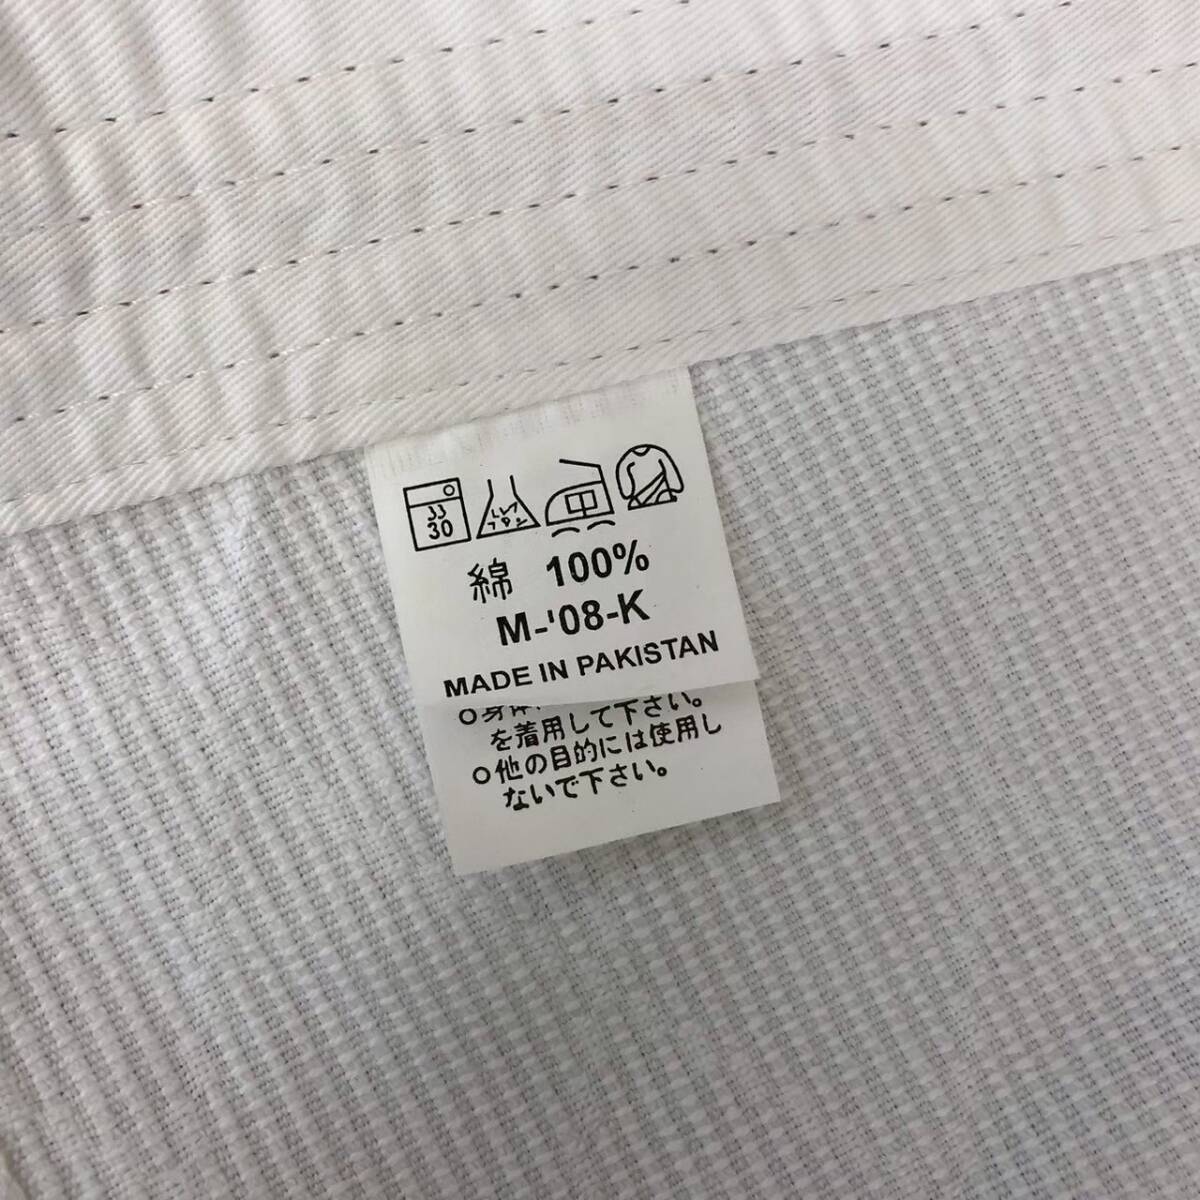 33
30
綿 100%
M-'08-K
MADE IN PAKISTAN
を着用して下さい。
○他の目的には使用し
ないで下さい。